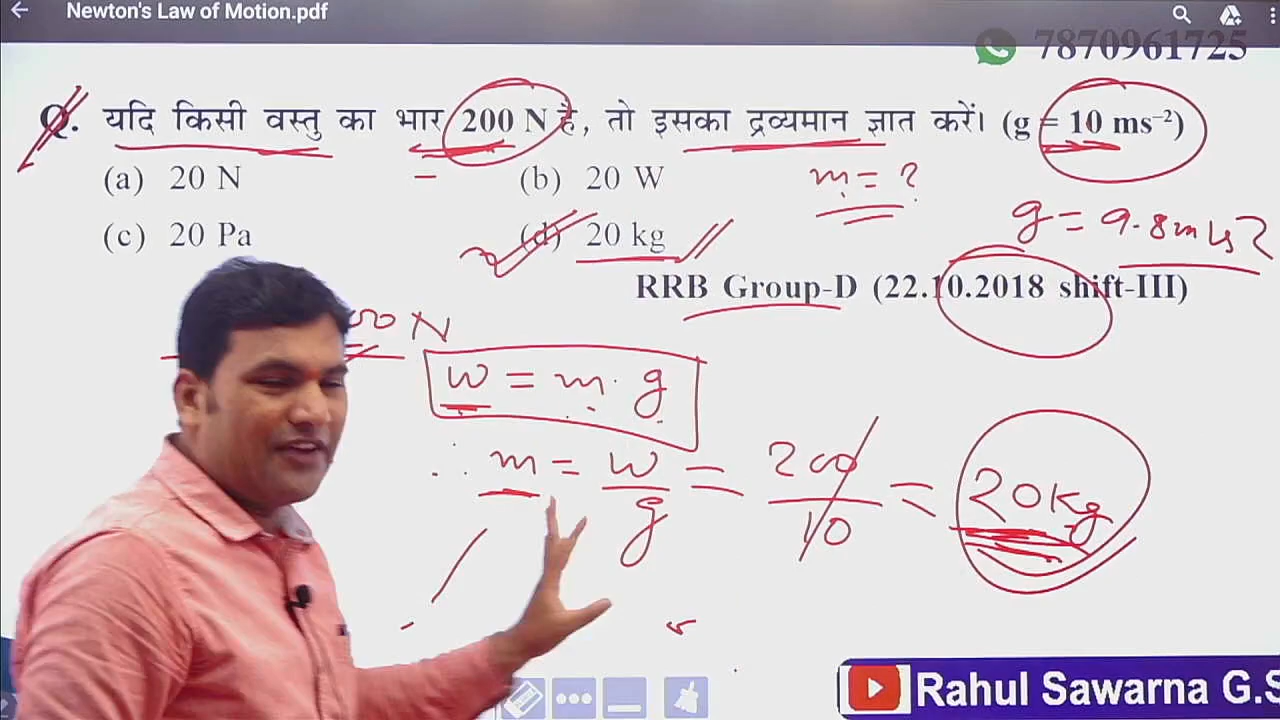 Newton's Law of Motion.pdf
7870961725
Q. यदि किसी वस्तु का भार 200 N है, तो इसका द्रव्यमान ज्ञात करें। (g = 10 ms⁻²)
(a) 20 N (b) 20 W
m = ?
(c) 20 Pa (d) 20 kg
g = 9.8m/s2
RRB Group-D (22.10.2018 shift-III)
00 N
w = m. g
∴ m = w/g = 200/10 = 20Kg
Rahul Sawarna G.S